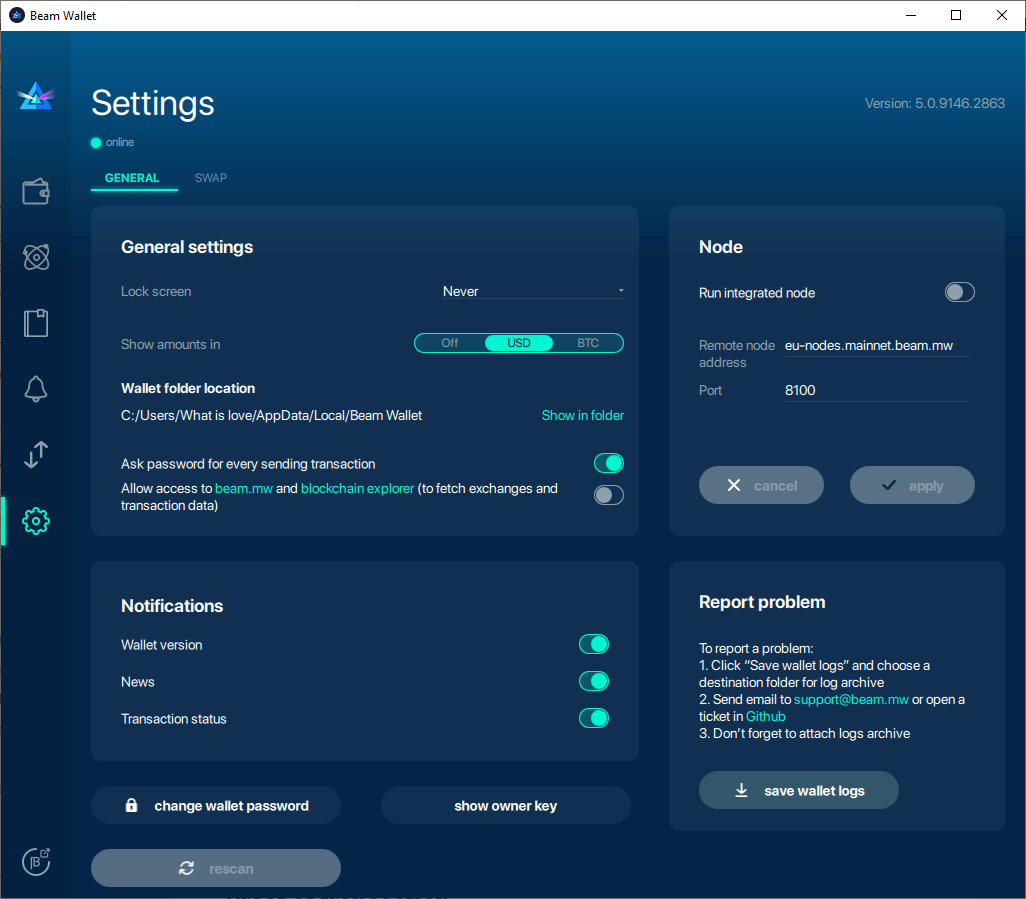 Beam Wallet
Settings
Version: 5.0.9146.2863
online
GENERAL
SWAP
General settings
Lock screen
Never
Show amounts in
Off
USD
BTC
Wallet folder location
C:/Users/What is love/AppData/Local/Beam Wallet
Show in folder
Ask password for every sending transaction
Allow access to beam.mw and blockchain explorer (to fetch exchanges and
transaction data)
Node
Run integrated node
Remote node
address
eu-nodes.mainnet.beam.mw
Port
8100
cancel
apply
Notifications
Wallet version
News
Transaction status
Report problem
To report a problem:
1. Click “Save wallet logs” and choose a
destination folder for log archive
2. Send email to support@beam.mw or open a
ticket in Github
3. Don’t forget to attach logs archive
save wallet logs
change wallet password
show owner key
rescan